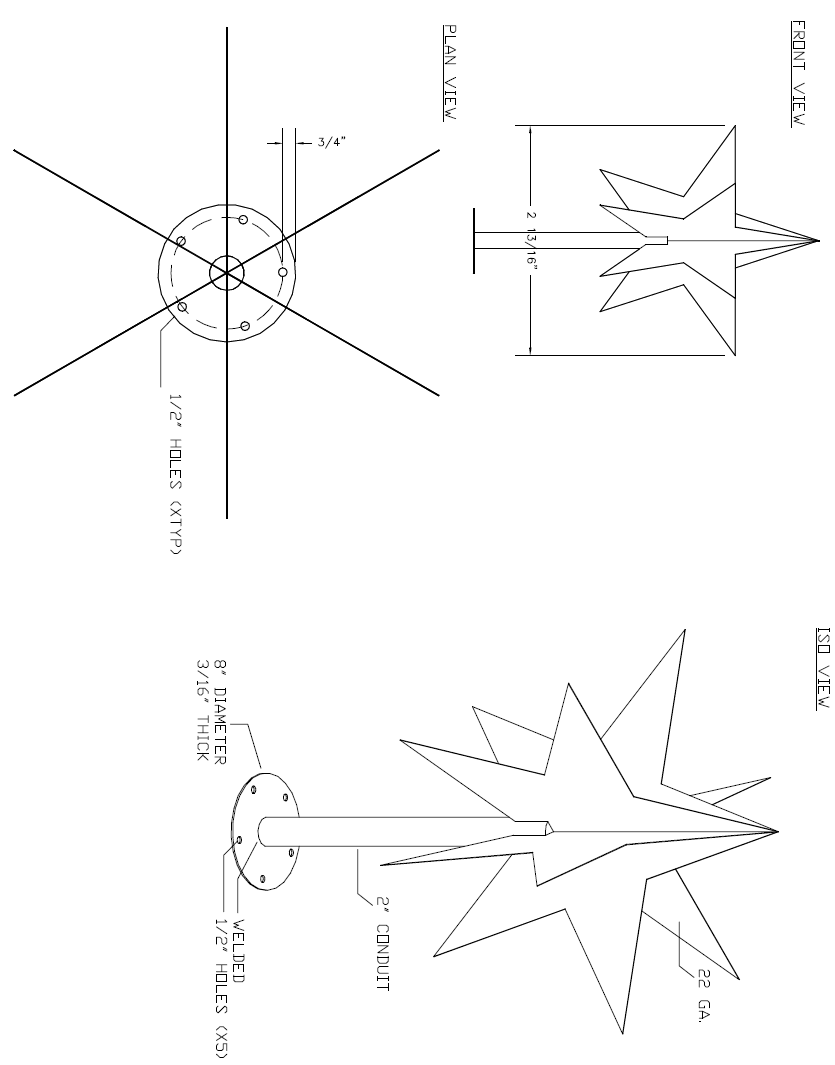 FRONT VIEW
2 13/16"
PLAN VIEW
3/4"
1/2" HOLES (XTYP)
ISO VIEW
22 GA.
2" CONDUIT
8" DIAMETER
3/16" THICK
WELDED
1/2" HOLES (X5)